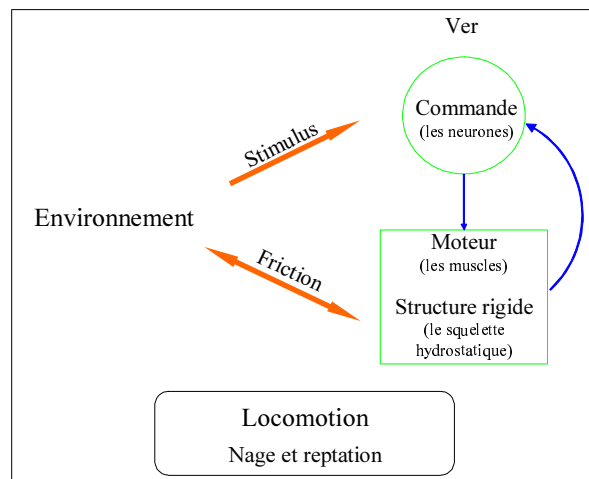 Ver
Commande
(les neurones)
Stimulus
Environnement
Friction
Moteur
(les muscles)
Structure rigide
(le squelette
hydrostatique)
Locomotion
Nage et reptation